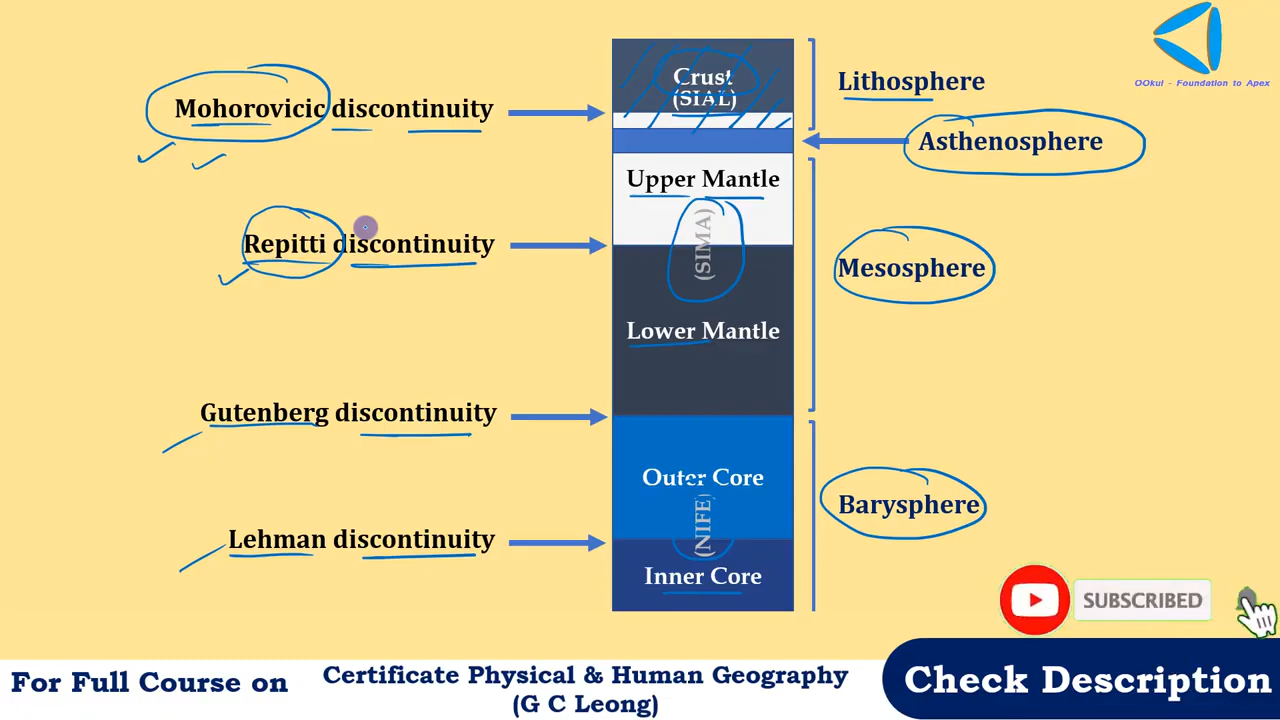 Crust
(SIAL)
Lithosphere
OOkul - Foundation to Apex
Mohorovicic discontinuity
Asthenosphere
Upper Mantle
Repitti discontinuity
(SIMA)
Mesosphere
Lower Mantle
Gutenberg discontinuity
Outer Core
(NIFE)
Barysphere
Lehman discontinuity
Inner Core
SUBSCRIBED
For Full Course on
Certificate Physical & Human Geography
(G C Leong)
Check Description